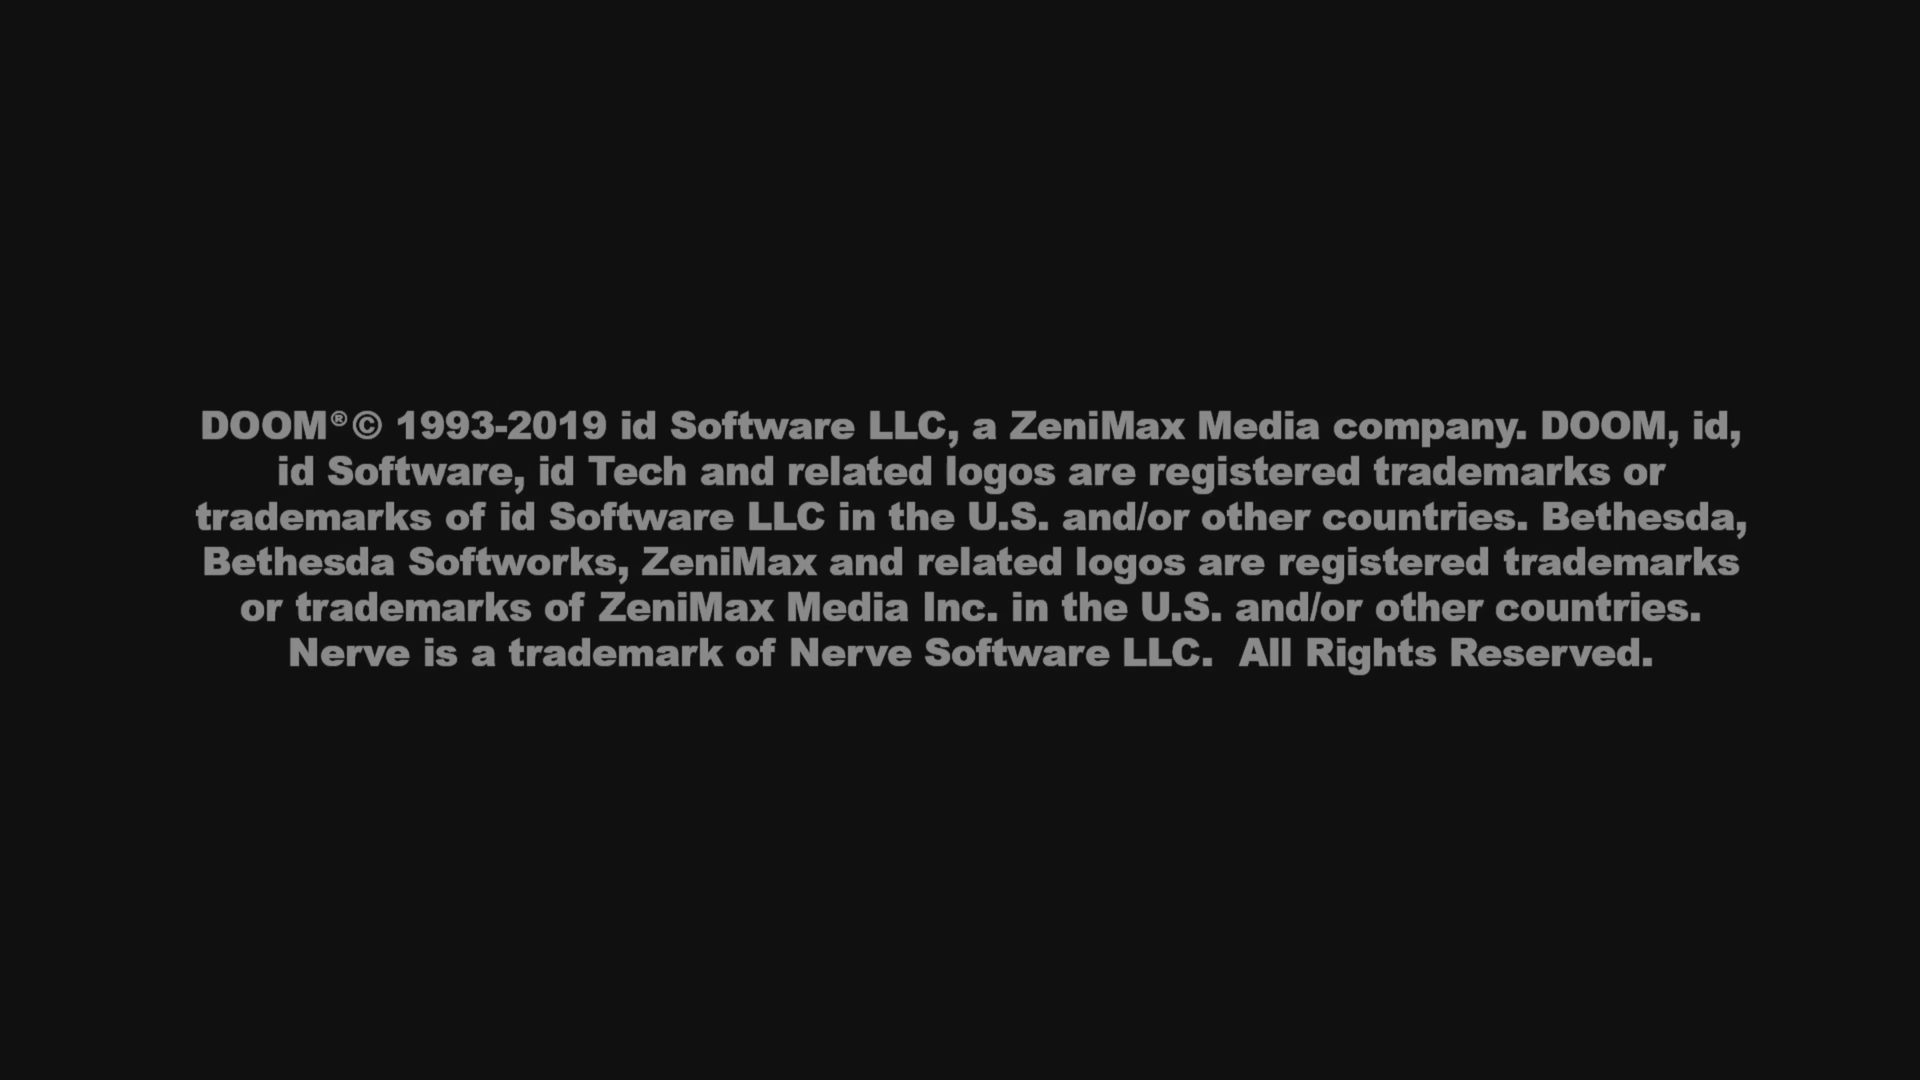 DOOM®© 1993-2019 id Software LLC, a ZeniMax Media company. DOOM, id,
id Software, id Tech and related logos are registered trademarks or
trademarks of id Software LLC in the U.S. and/or other countries. Bethesda,
Bethesda Softworks, ZeniMax and related logos are registered trademarks
or trademarks of ZeniMax Media Inc. in the U.S. and/or other countries.
Nerve is a trademark of Nerve Software LLC.  All Rights Reserved.